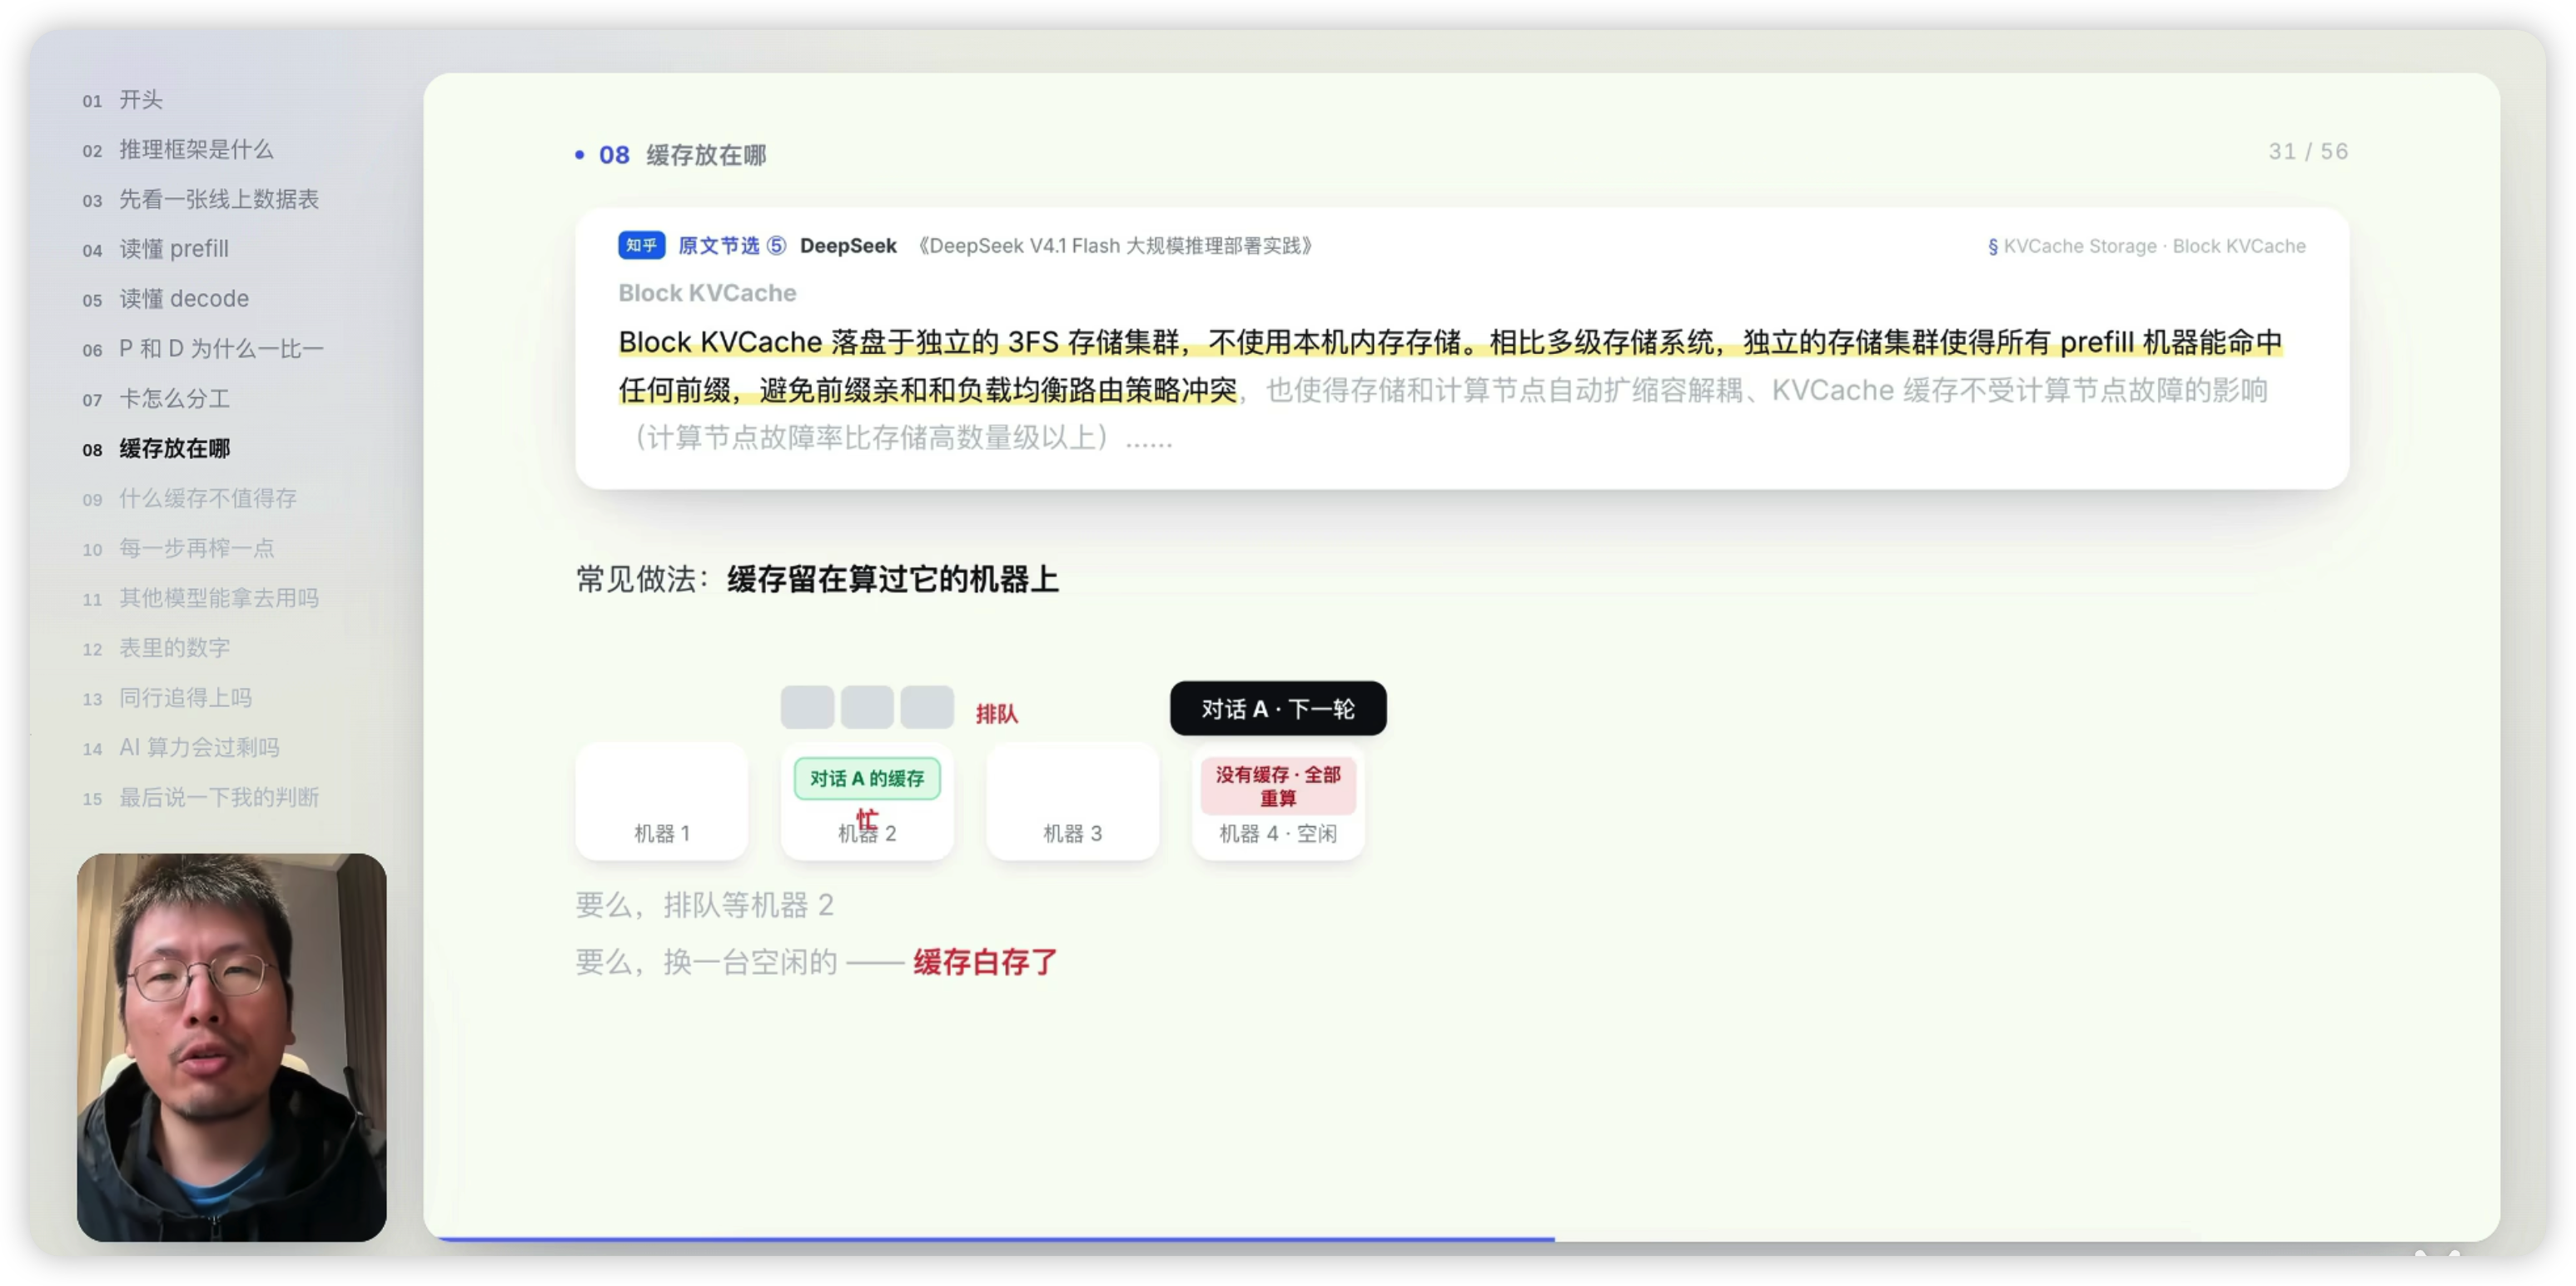 01 开头
02 推理框架是什么
03 先看一张线上数据表
04 读懂 prefill
05 读懂 decode
06 P 和 D 为什么一比一
07 卡怎么分工
08 缓存放在哪
09 什么缓存不值得存
10 每一步再榨一点
11 其他模型能拿去用吗
12 表里的数字
13 同行追得上吗
14 AI 算力会过剩吗
15 最后说一下我的判断
• 08 缓存放在哪
31 / 56
知乎 原文节选 ⑤ DeepSeek 《DeepSeek V4.1 Flash 大规模推理部署实践》
§ KVCache Storage · Block KVCache
Block KVCache
Block KVCache 落盘于独立的 3FS 存储集群，不使用本机内存存储。相比多级存储系统，独立的存储集群使得所有 prefill 机器能命中
任何前缀，避免前缀亲和和负载均衡路由策略冲突，也使得存储和计算节点自动扩缩容解耦、KVCache 缓存不受计算节点故障的影响
（计算节点故障率比存储高数量级以上）……
常见做法：缓存留在算过它的机器上
排队
对话 A · 下一轮
对话 A 的缓存
没有缓存 · 全部
重算
忙
机器 1
机器 2
机器 3
机器 4 · 空闲
要么，排队等机器 2
要么，换一台空闲的 —— 缓存白存了